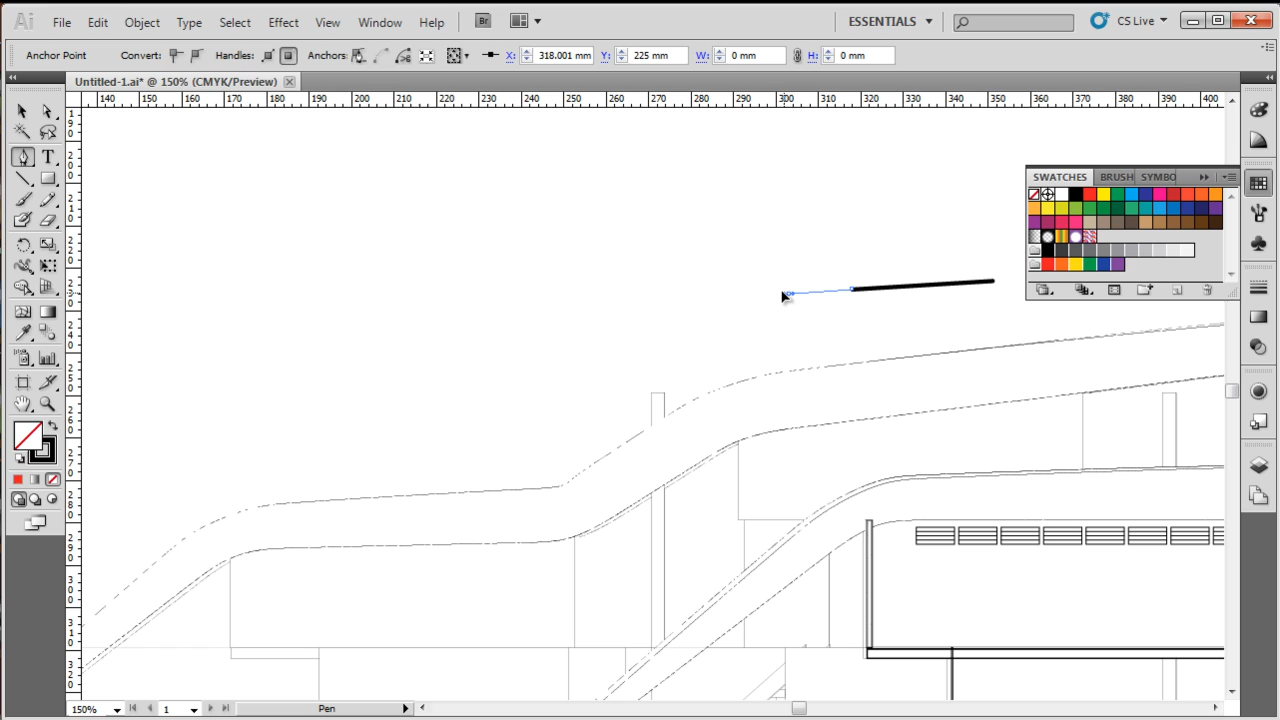 Ai File Edit Object Type Select Effect View Window Help Br ESSENTIALS CS Live
Anchor Point Convert: Handles: Anchors: X: 318.001 mm Y: 225 mm W: 0 mm H: 0 mm
Untitled-1.ai* @ 150% (CMYK/Preview)
140 150 160 170 180 190 200 210 220 230 240 250 260 270 280 290 300 310 320 330 340 350 360 370 380 390 400
SWATCHES BRUSH SYMBO
150% 1 Pen